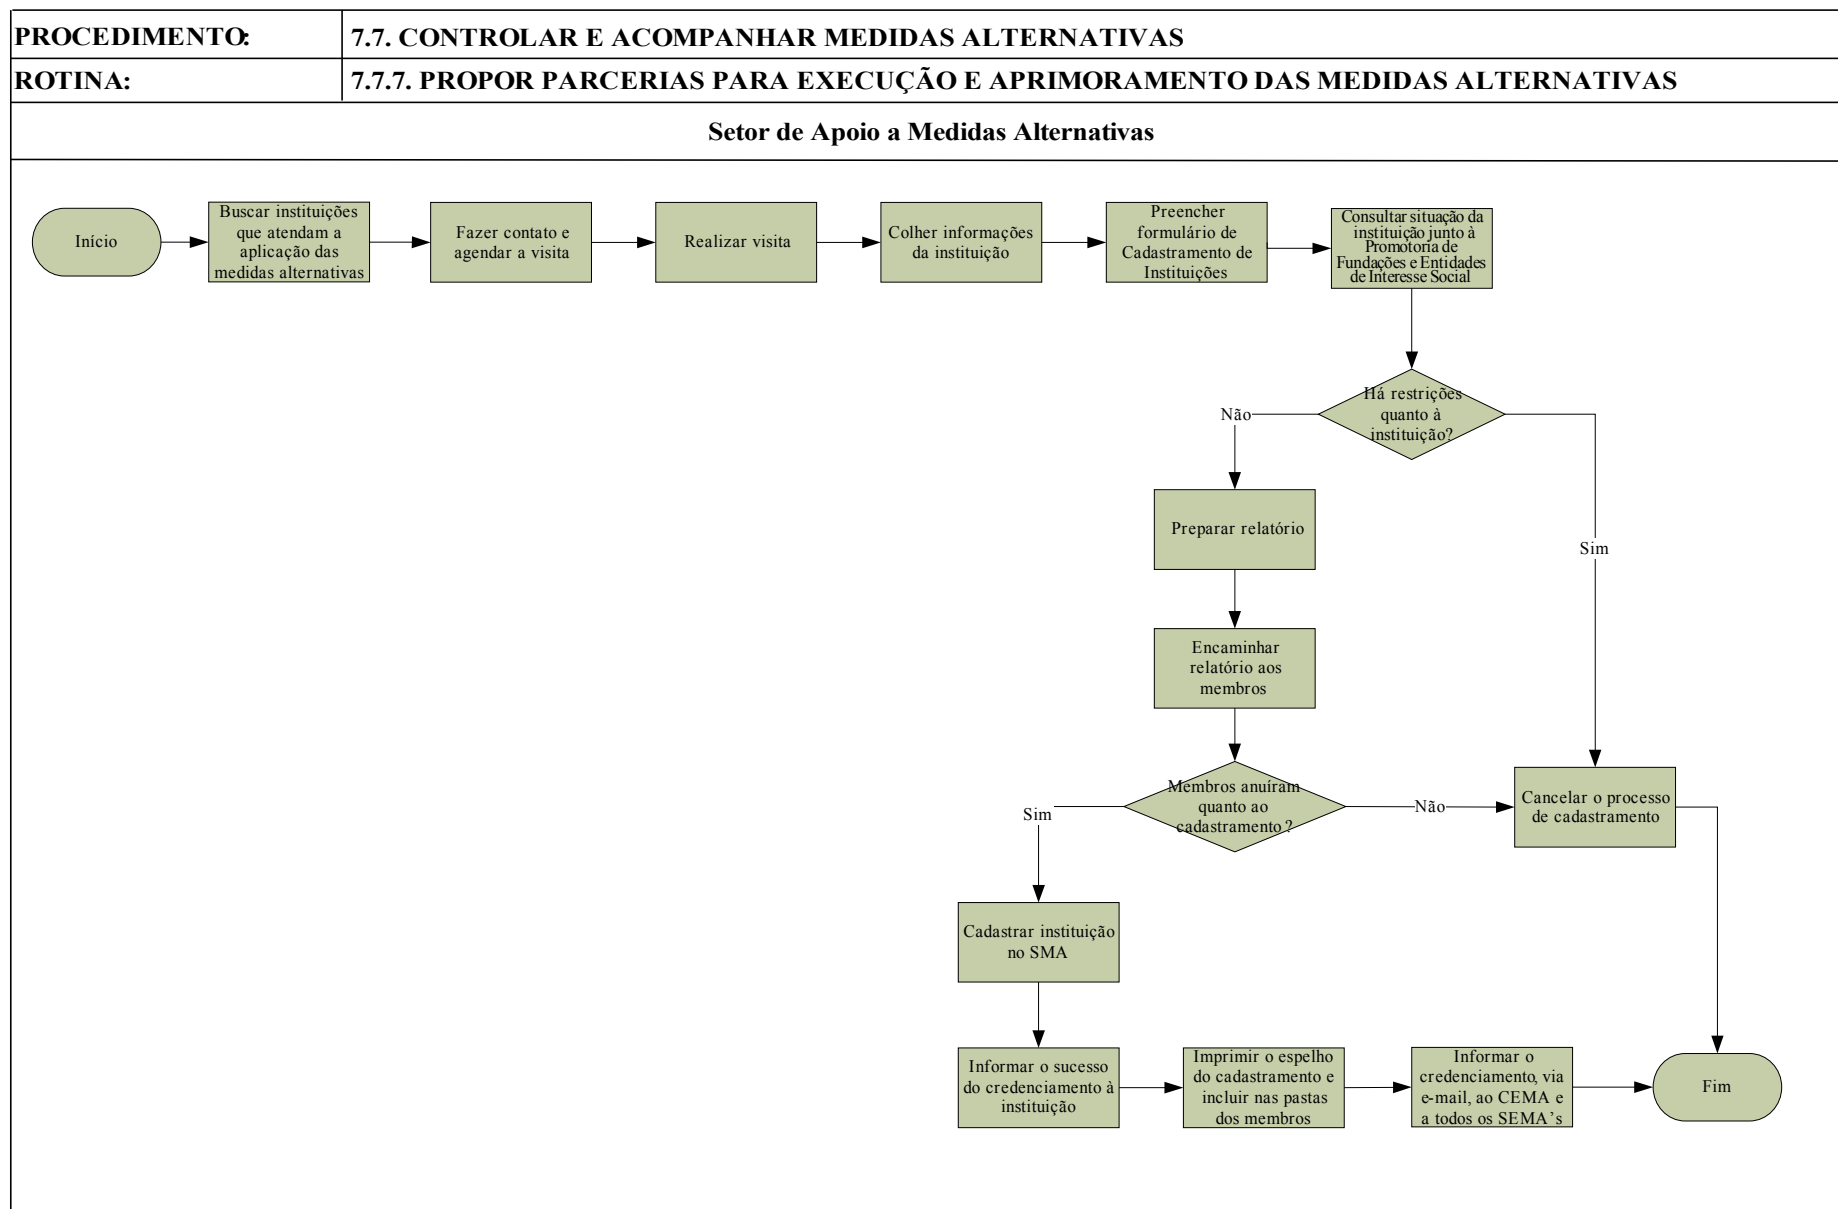 PROCEDIMENTO:
7.7. CONTROLAR E ACOMPANHAR MEDIDAS ALTERNATIVAS
ROTINA:
7.7.7. PROPOR PARCERIAS PARA EXECUÇÃO E APRIMORAMENTO DAS MEDIDAS ALTERNATIVAS
Setor de Apoio a Medidas Alternativas
Início
Buscar instituições
que atendam a
aplicação das
medidas alternativas
Fazer contato e
agendar a visita
Realizar visita
Colher informações
da instituição
Preencher
formulário de
Cadastramento de
Instituições
Consultar situação da
instituição junto à
Promotoria de
Fundações e Entidades
de Interesse Social
Há restrições
quanto à
instituição?
Não
Sim
Preparar relatório
Encaminhar
relatório aos
membros
Membros anuíram
quanto ao
cadastramento?
Sim
Não
Cancelar o processo
de cadastramento
Cadastrar instituição
no SMA
Informar o sucesso
do credenciamento à
instituição
Imprimir o espelho
do cadastramento e
incluir nas pastas
dos membros
Informar o
credenciamento, via
e-mail, ao CEMA e
a todos os SEMA's
Fim